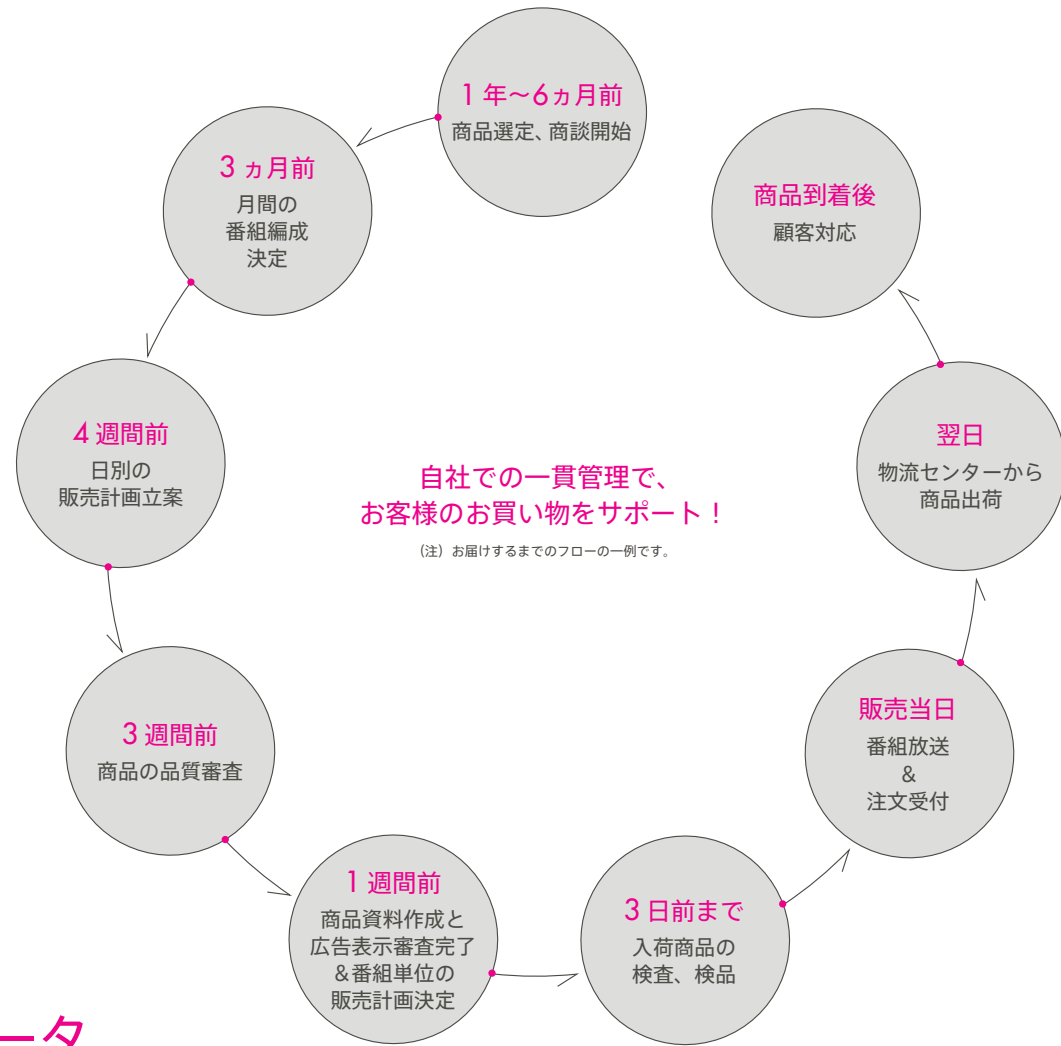 1年〜6ヵ月前
商品選定、商談開始
3ヵ月前
月間の
番組編成
決定
4週間前
日別の
販売計画立案
3週間前
商品の品質審査
1週間前
商品資料作成と
広告表示審査完了
＆番組単位の
販売計画決定
3日前まで
入荷商品の
検査、検品
販売当日
番組放送
＆
注文受付
翌日
物流センターから
商品出荷
商品到着後
顧客対応
自社での一貫管理で、
お客様のお買い物をサポート！
（注）お届けするまでのフローの一例です。
ータ